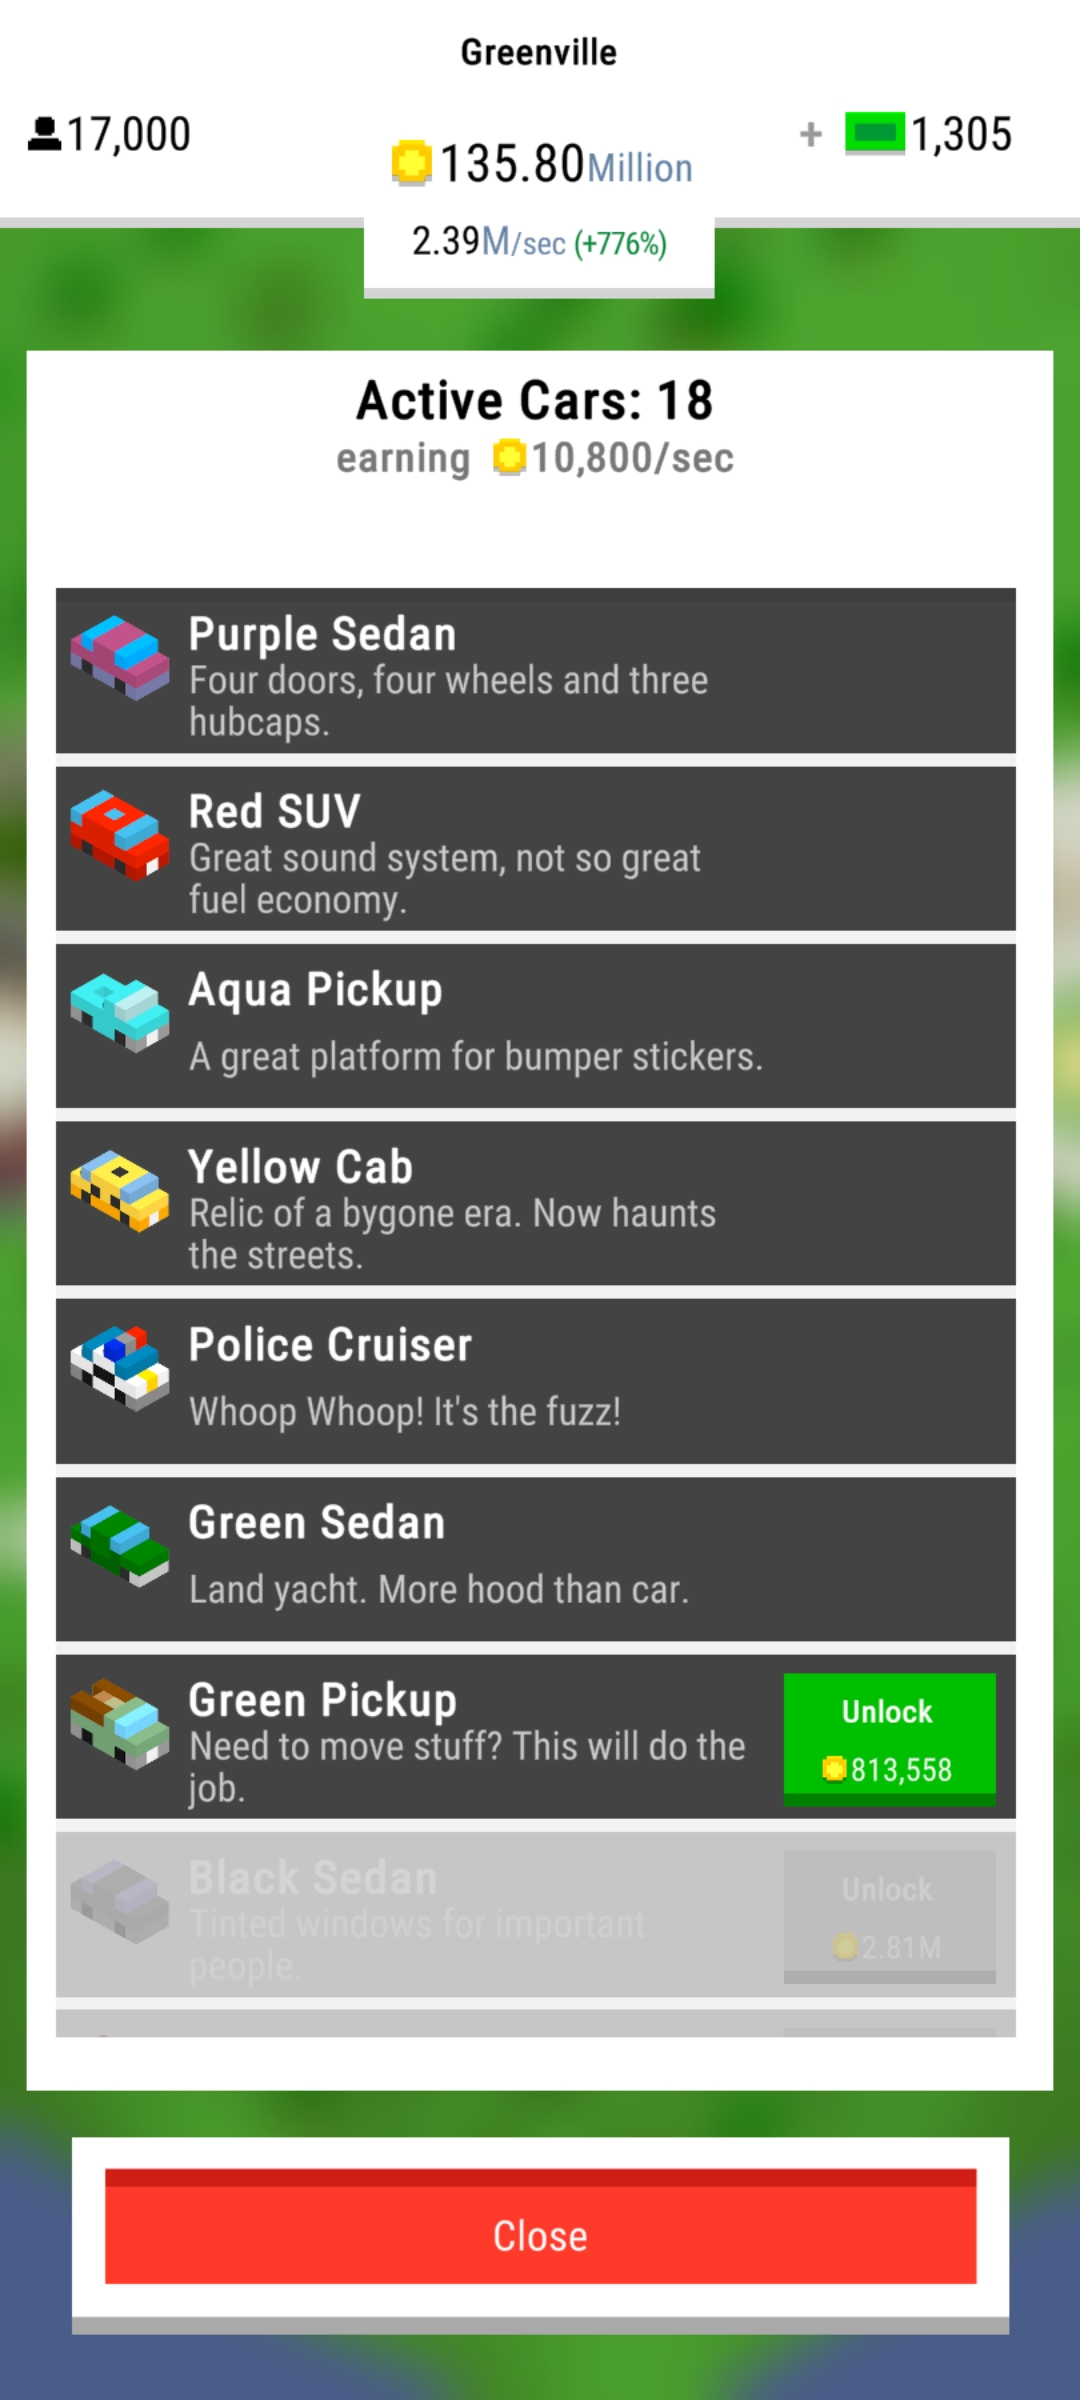 Greenville
17,000
135.80Million
+ 1,305
2.39M/sec (+776%)
Active Cars: 18
earning 10,800/sec
Purple Sedan
Four doors, four wheels and three
hubcaps.
Red SUV
Great sound system, not so great
fuel economy.
Aqua Pickup
A great platform for bumper stickers.
Yellow Cab
Relic of a bygone era. Now haunts
the streets.
Police Cruiser
Whoop Whoop! It's the fuzz!
Green Sedan
Land yacht. More hood than car.
Green Pickup
Need to move stuff? This will do the
job.
Unlock
813,558
Black Sedan
Tinted windows for important
people.
Unlock
2.81M
Close